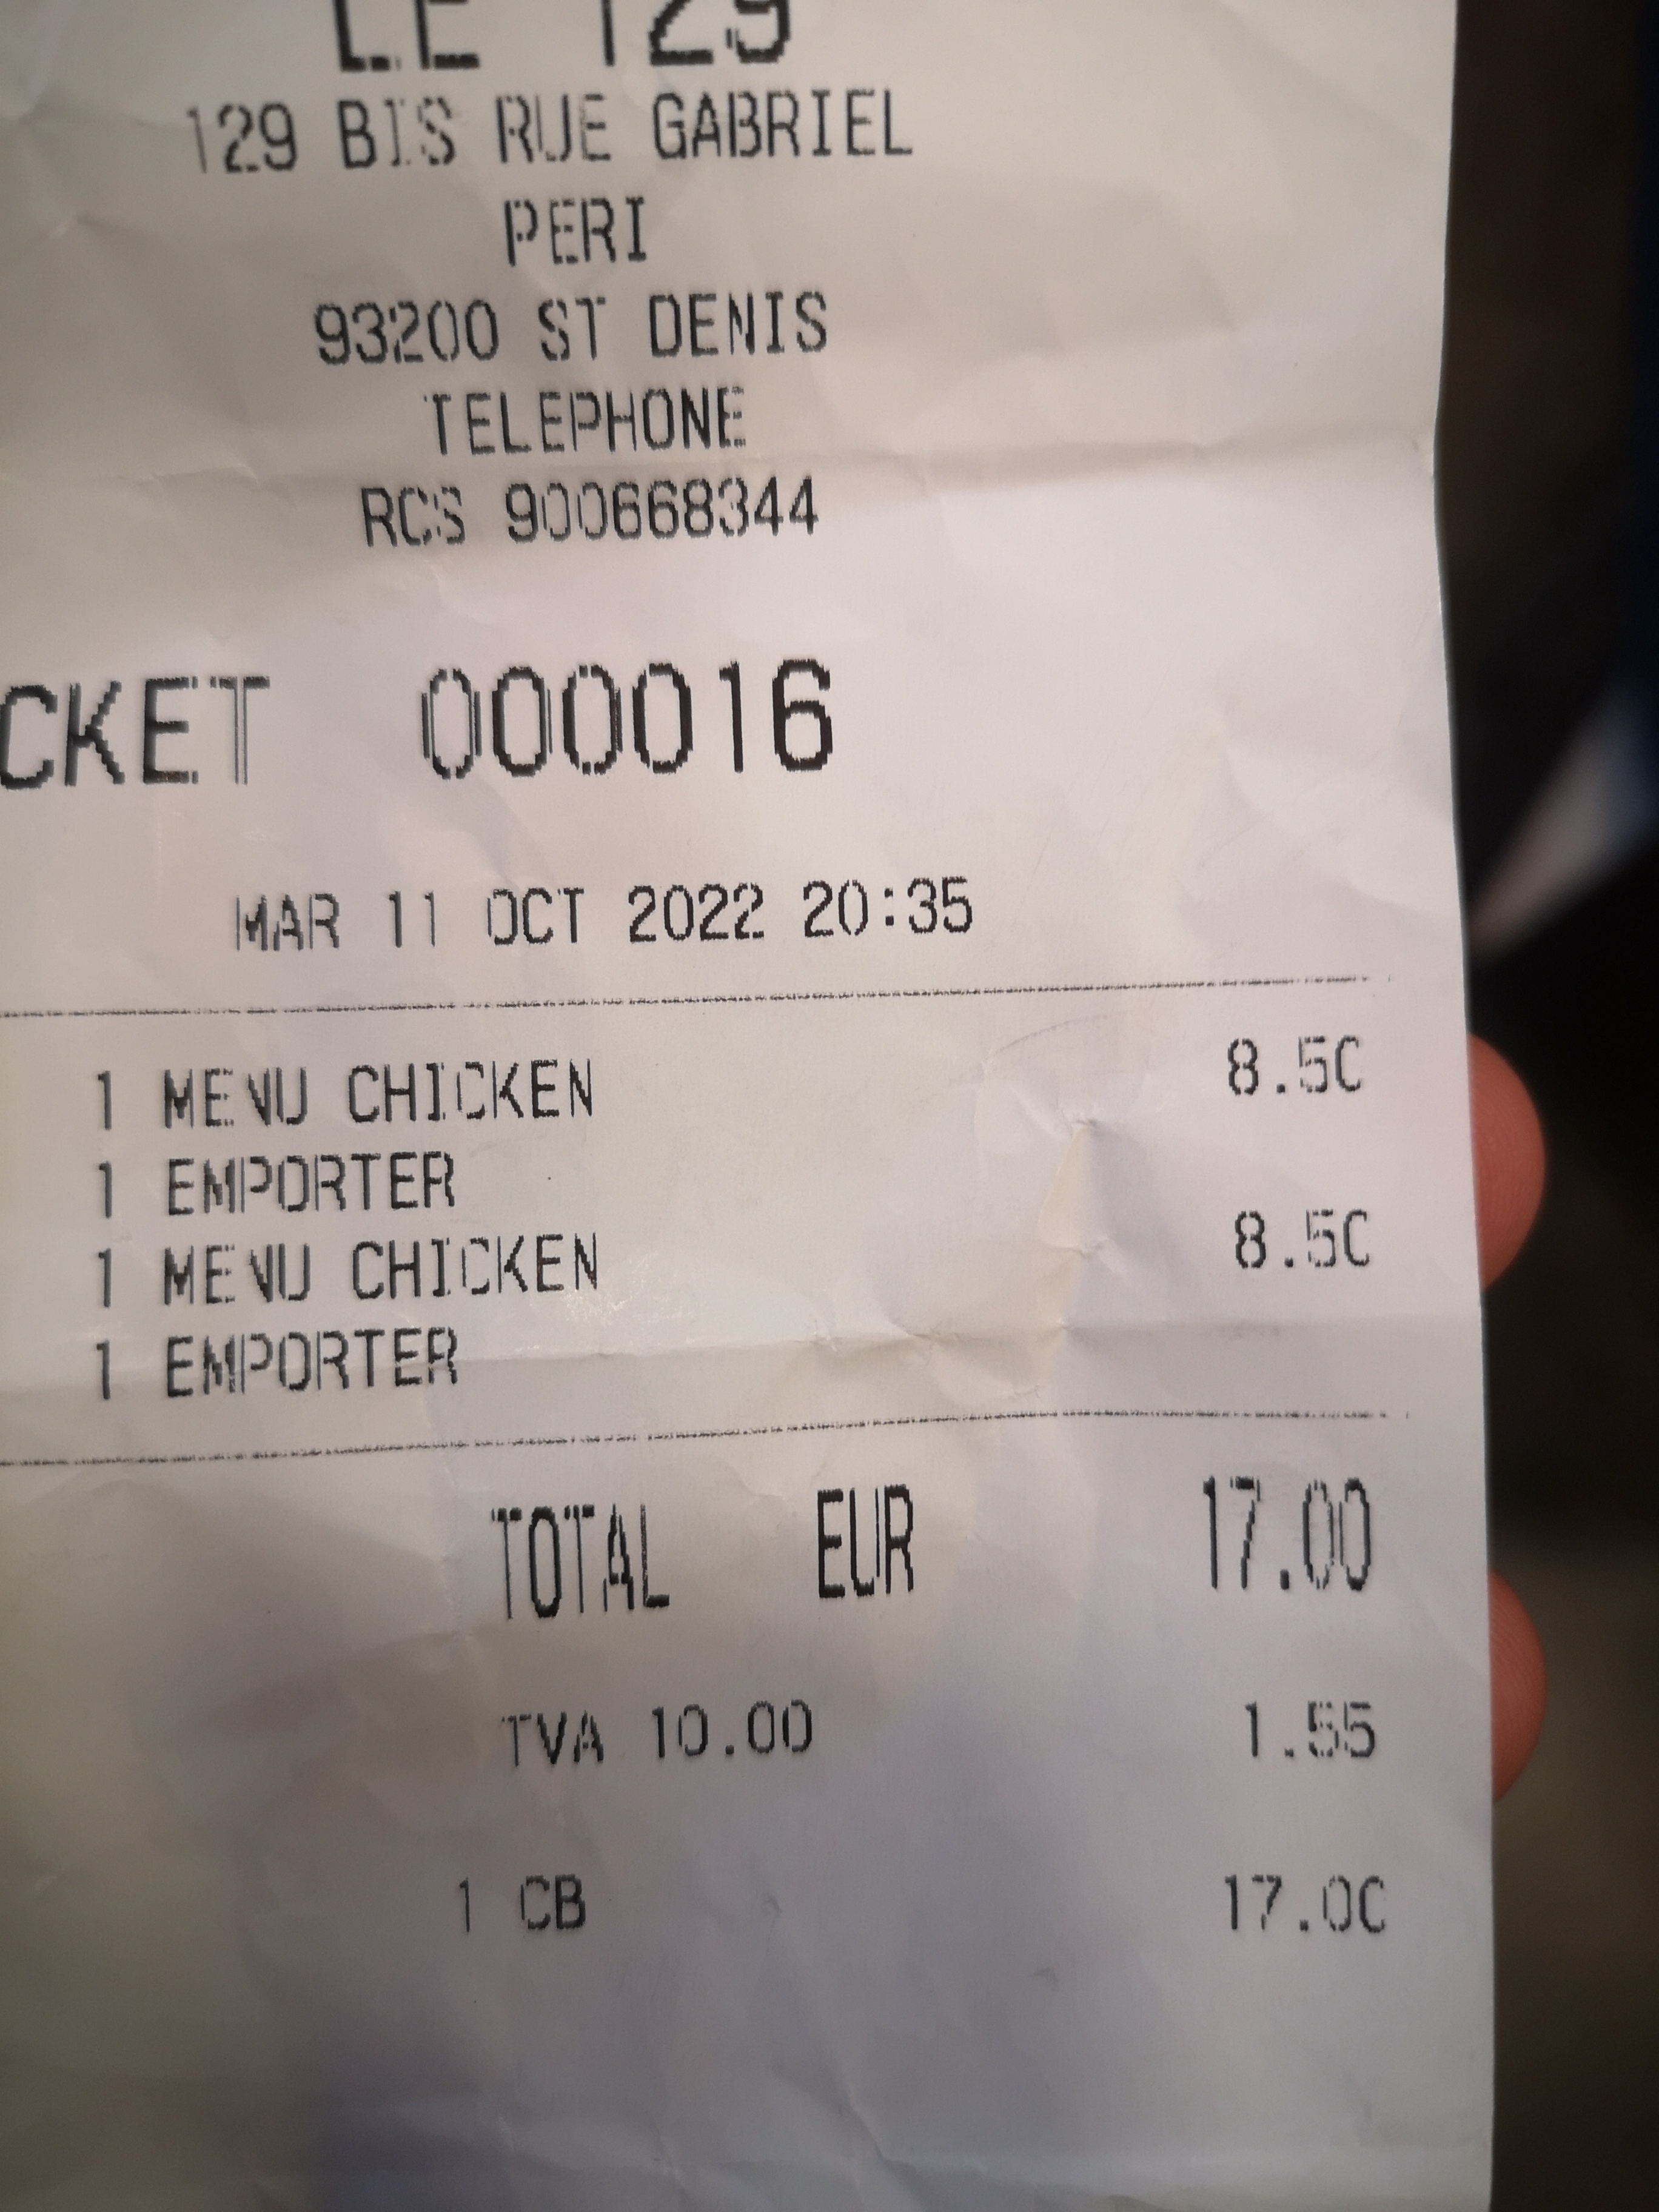 LE 129
129 BIS RUE GABRIEL
PERI
93200 ST DENIS
TELEPHONE
RCS 900668344
CKET 000016
MAR 11 OCT 2022 20:35
1 MENU CHICKEN 8.50
1 EMPORTER
1 MENU CHICKEN 8.50
1 EMPORTER
TOTAL EUR 17.00
TVA 10.00 1.55
1 CB 17.00